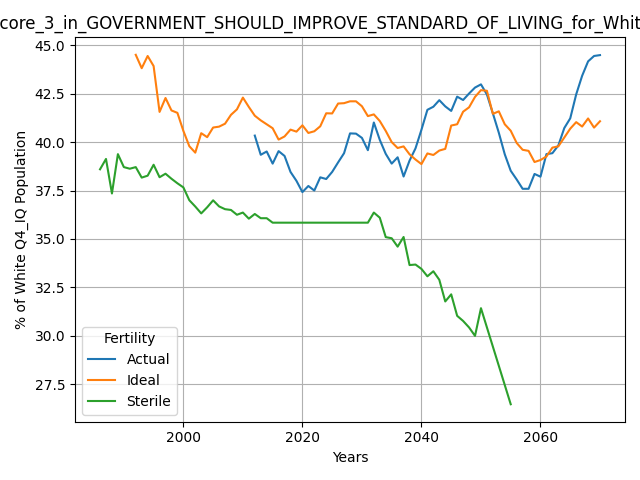 core_3_in_GOVERNMENT_SHOULD_IMPROVE_STANDARD_OF_LIVING_for_Whit
45.0
42.5
40.0
37.5
35.0
32.5
30.0
27.5
% of White Q4_IQ Population
Fertility
Actual
Ideal
Sterile
2000
2020
2040
2060
Years